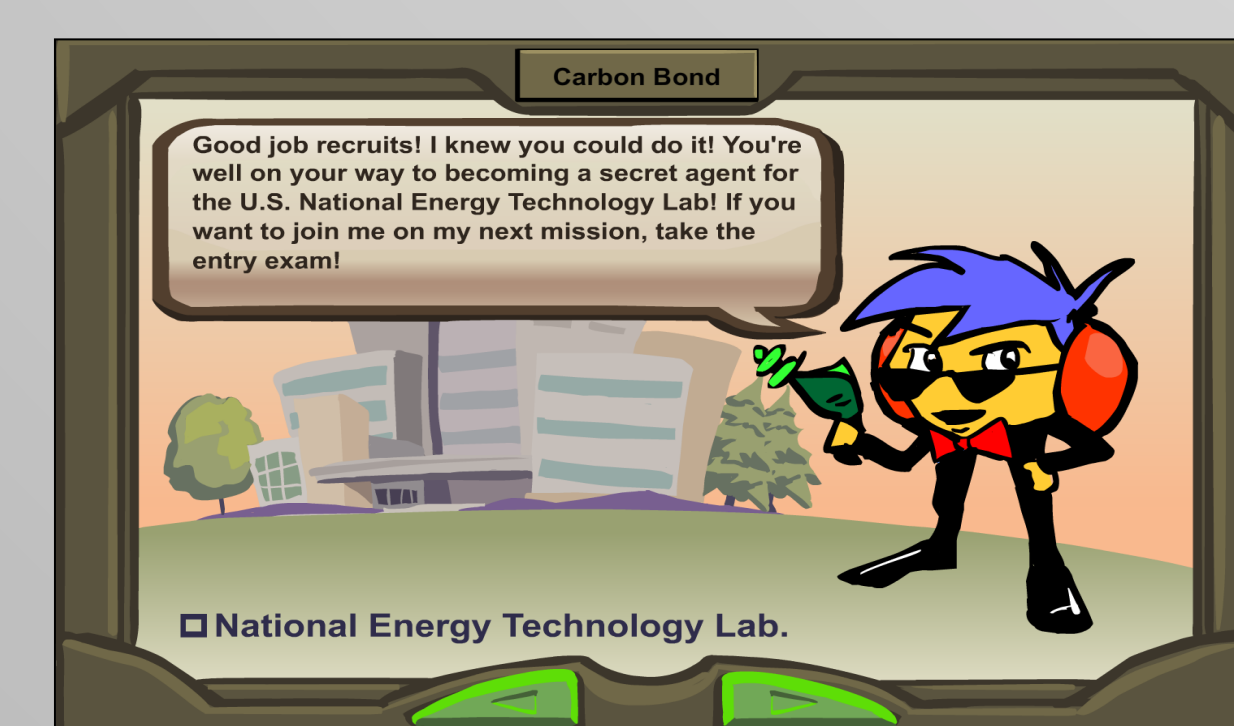 Carbon Bond
Good job recruits! I knew you could do it! You're
well on your way to becoming a secret agent for
the U.S. National Energy Technology Lab! If you
want to join me on my next mission, take the
entry exam!
National Energy Technology Lab.